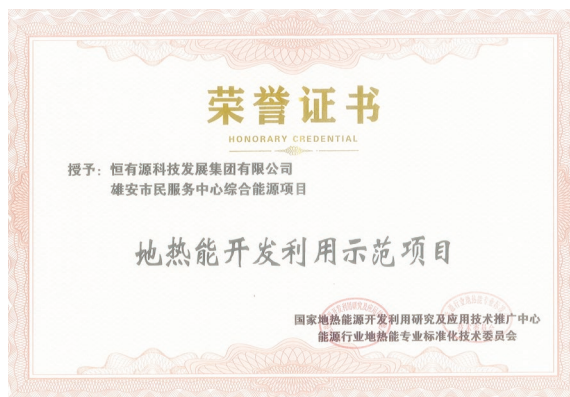 荣誉证书
HONORARY CREDENTIAL
授予：恒有源科技发展集团有限公司
雄安市民服务中心综合能源项目
地热能开发利用示范项目
国家地热能源开发利用研究及应用技术推广中心
能源行业地热能专业标准化技术委员会